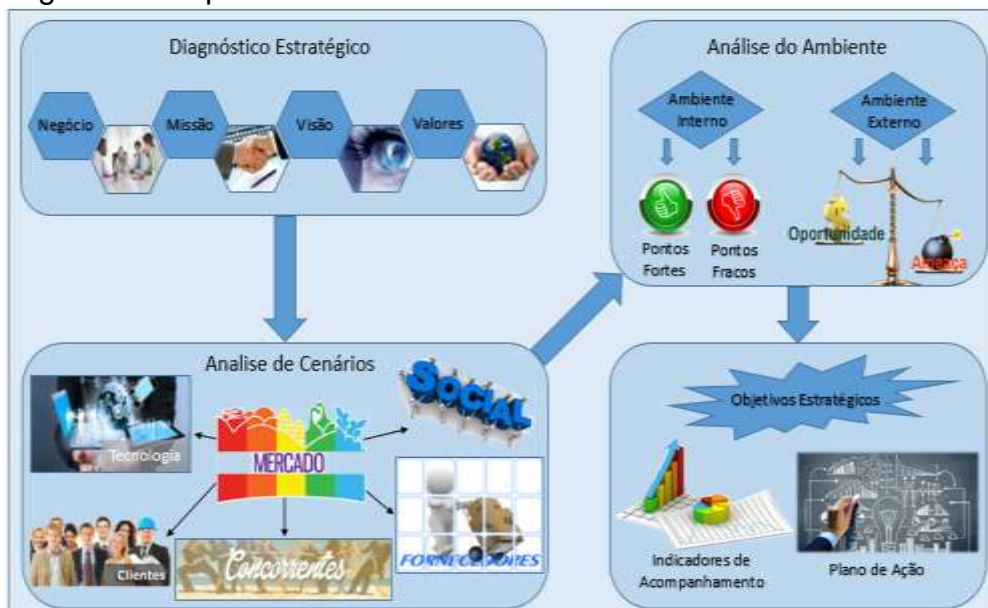 Diagnóstico Estratégico
Negócio
Missão
Visão
Valores
Análise do Ambiente
Ambiente
Interno
Ambiente
Externo
Pontos
Fortes
Pontos
Fracos
Oportunidade
Ameaça
Analise de Cenários
Tecnologia
MERCADO
SOCIAL
Clientes
Concorrentes
FORNECEDORES
Objetivos Estratégicos
Indicadores de
Acompanhamento
Plano de Ação